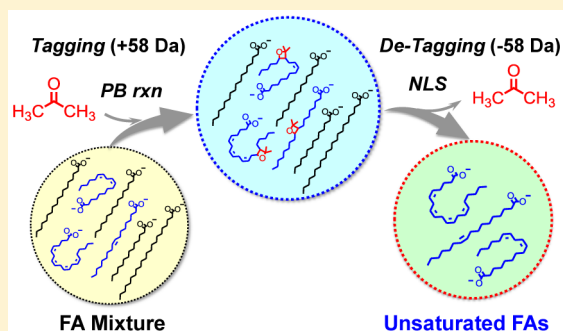 Tagging (+58 Da)
De-Tagging (-58 Da)
O
H₃C CH₃
PB rxn
NLS
O
H₃C CH₃
FA Mixture
Unsaturated FAs